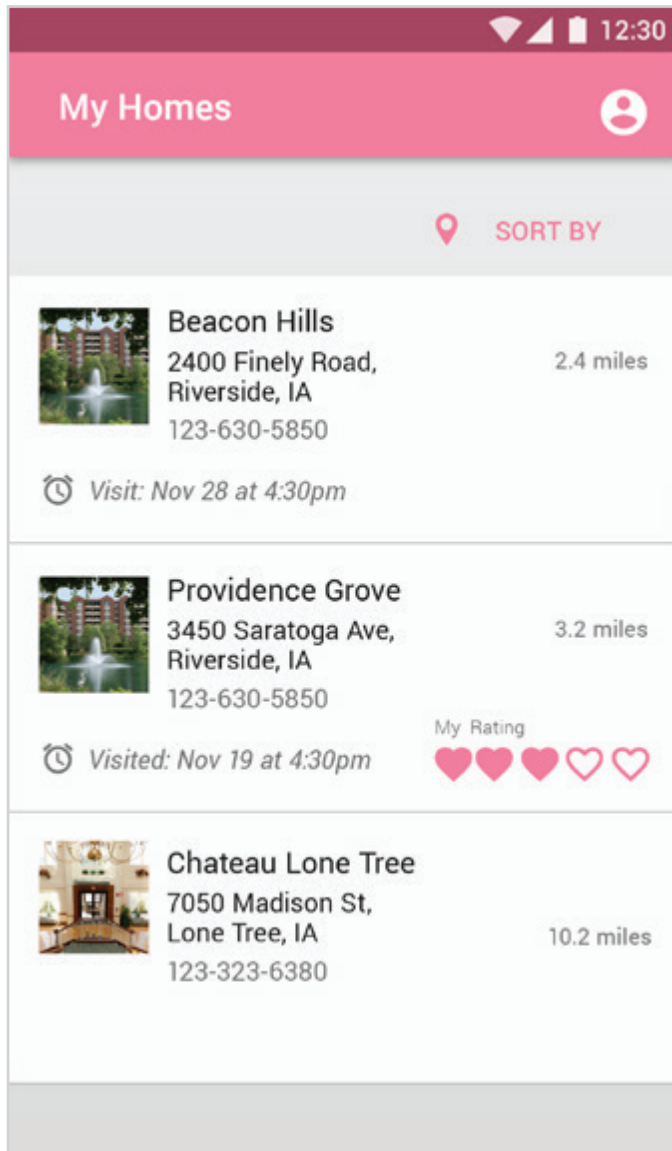 12:30
My Homes
SORT BY
Beacon Hills
2400 Finely Road,
Riverside, IA
2.4 miles
123-630-5850
Visit: Nov 28 at 4:30pm
Providence Grove
3450 Saratoga Ave,
Riverside, IA
3.2 miles
123-630-5850
My Rating
Visited: Nov 19 at 4:30pm
Chateau Lone Tree
7050 Madison St,
Lone Tree, IA
10.2 miles
123-323-6380